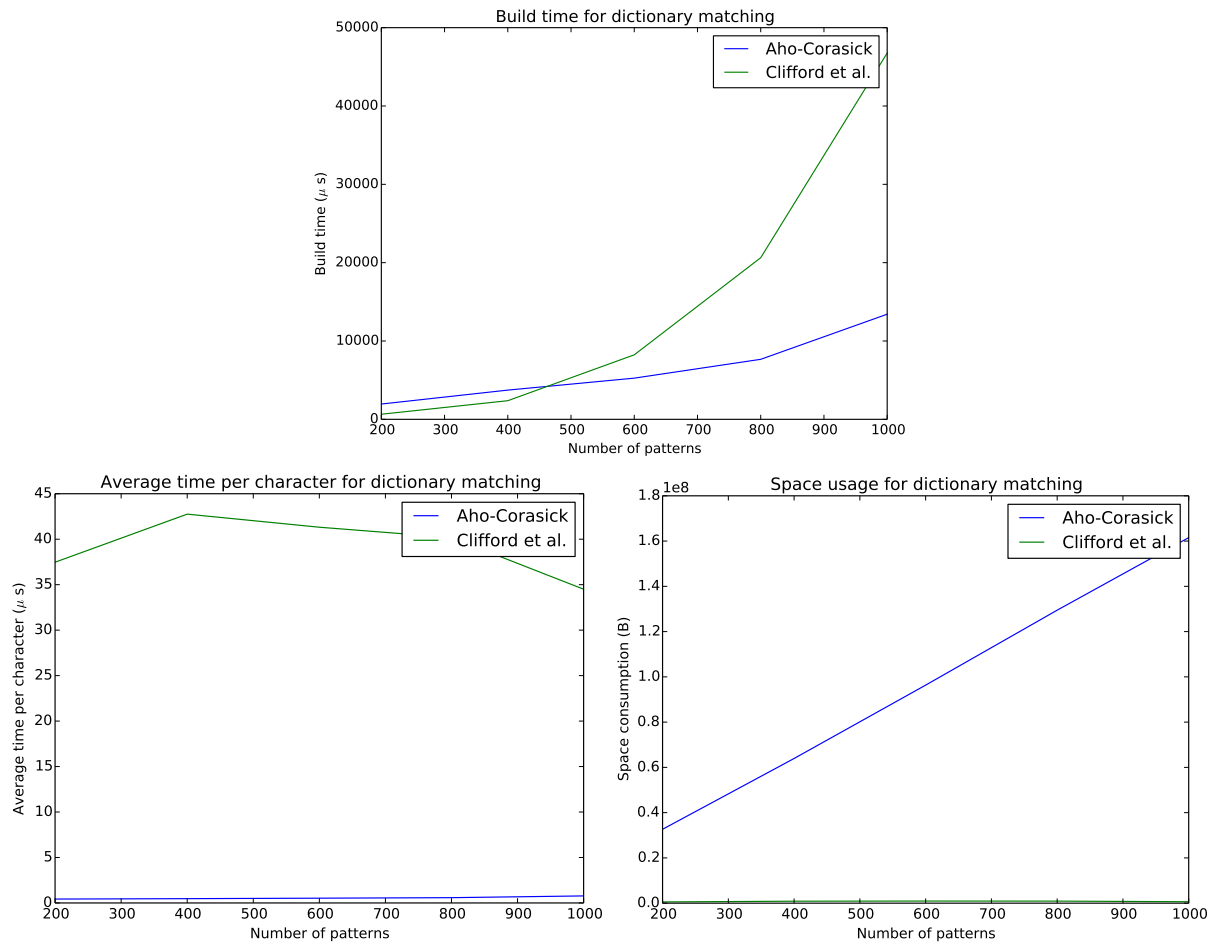 Build time for dictionary matching
50000
40000
30000
20000
10000
0
Build time (μ s)
Aho-Corasick
Clifford et al.
200 300 400 500 600 700 800 900 1000
Number of patterns
Average time per character for dictionary matching
45
40
35
30
25
20
15
10
5
0
Average time per character (μ s)
Aho-Corasick
Clifford et al.
200 300 400 500 600 700 800 900 1000
Number of patterns
Space usage for dictionary matching
1e8
1.8
1.6
1.4
1.2
1.0
0.8
0.6
0.4
0.2
0.0
Space consumption (B)
Aho-Corasick
Clifford et al.
200 300 400 500 600 700 800 900 1000
Number of patterns